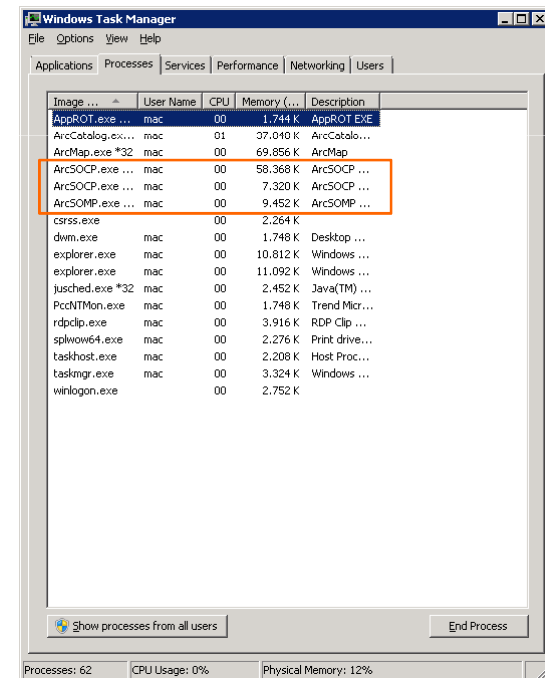 Windows Task Manager
File Options View Help
Applications Processes Services Performance Networking Users
Image ... User Name CPU Memory (... Description
AppROT.exe ... mac 00 1.744 K AppROT EXE
ArcCatalog.ex... mac 01 37.040 K ArcCatalo...
ArcMap.exe *32 mac 00 69.856 K ArcMap
ArcSOCP.exe ... mac 00 58.368 K ArcSOCP ...
ArcSOCP.exe ... mac 00 7.320 K ArcSOCP ...
ArcSOMP.exe ... mac 00 9.452 K ArcSOMP ...
csrss.exe 00 2.264 K
dwm.exe mac 00 1.748 K Desktop ...
explorer.exe mac 00 10.812 K Windows ...
explorer.exe mac 00 11.092 K Windows ...
jusched.exe *32 mac 00 2.452 K Java(TM) ...
PccNTMon.exe mac 00 1.748 K Trend Micr...
rdpclip.exe mac 00 3.916 K RDP Clip ...
splwow64.exe mac 00 2.276 K Print drive...
taskhost.exe mac 00 2.208 K Host Proc...
taskmgr.exe mac 00 3.324 K Windows ...
winlogon.exe 00 2.752 K
Show processes from all users End Process
Processes: 62 CPU Usage: 0% Physical Memory: 12%